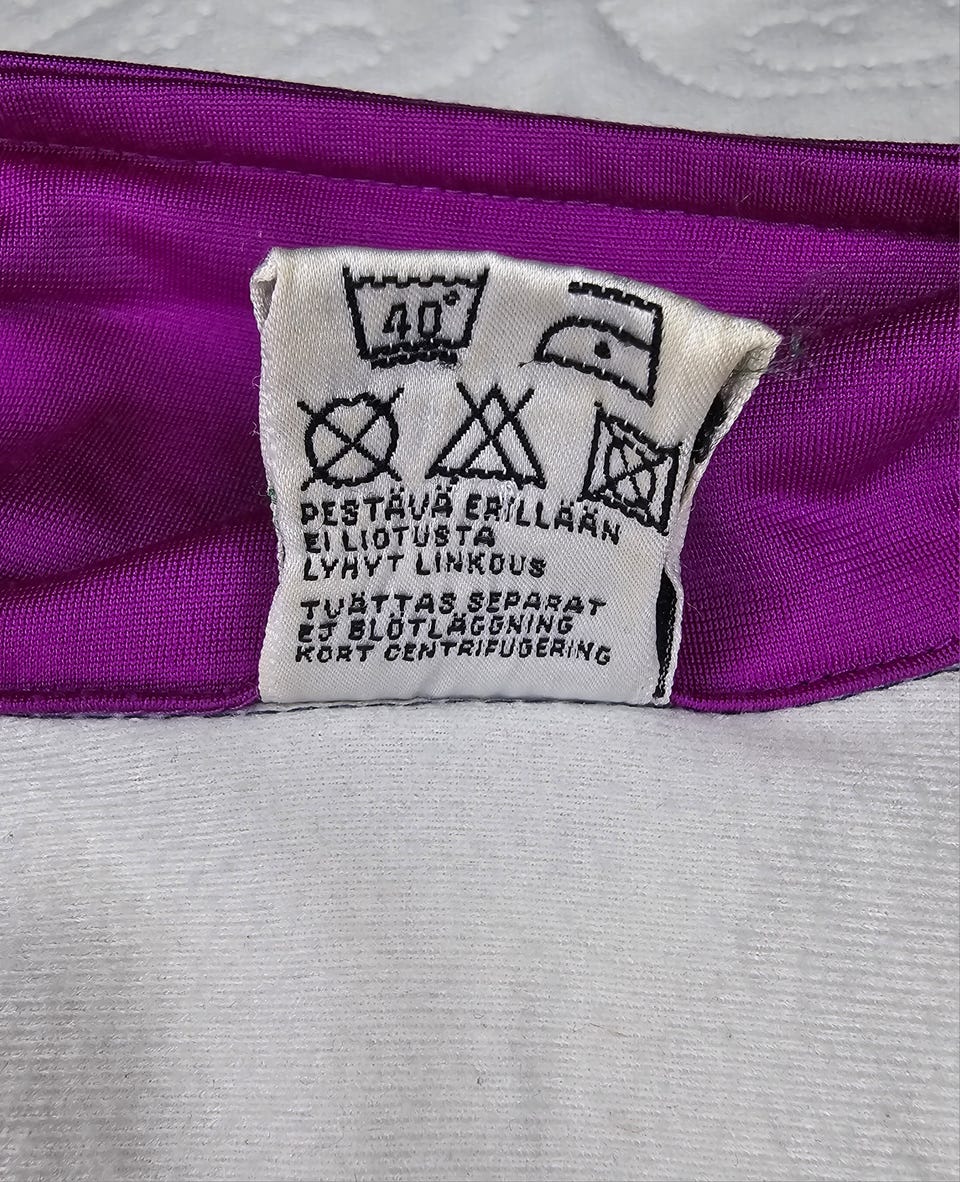 40°
PESTÄVÄ ERILLÄÄN
EI LIOTUSTA
LYHYT LINKOUS
TVÄTTAS SEPARAT
EJ BLÖTLÄGGNING
KORT CENTRIFUGERING